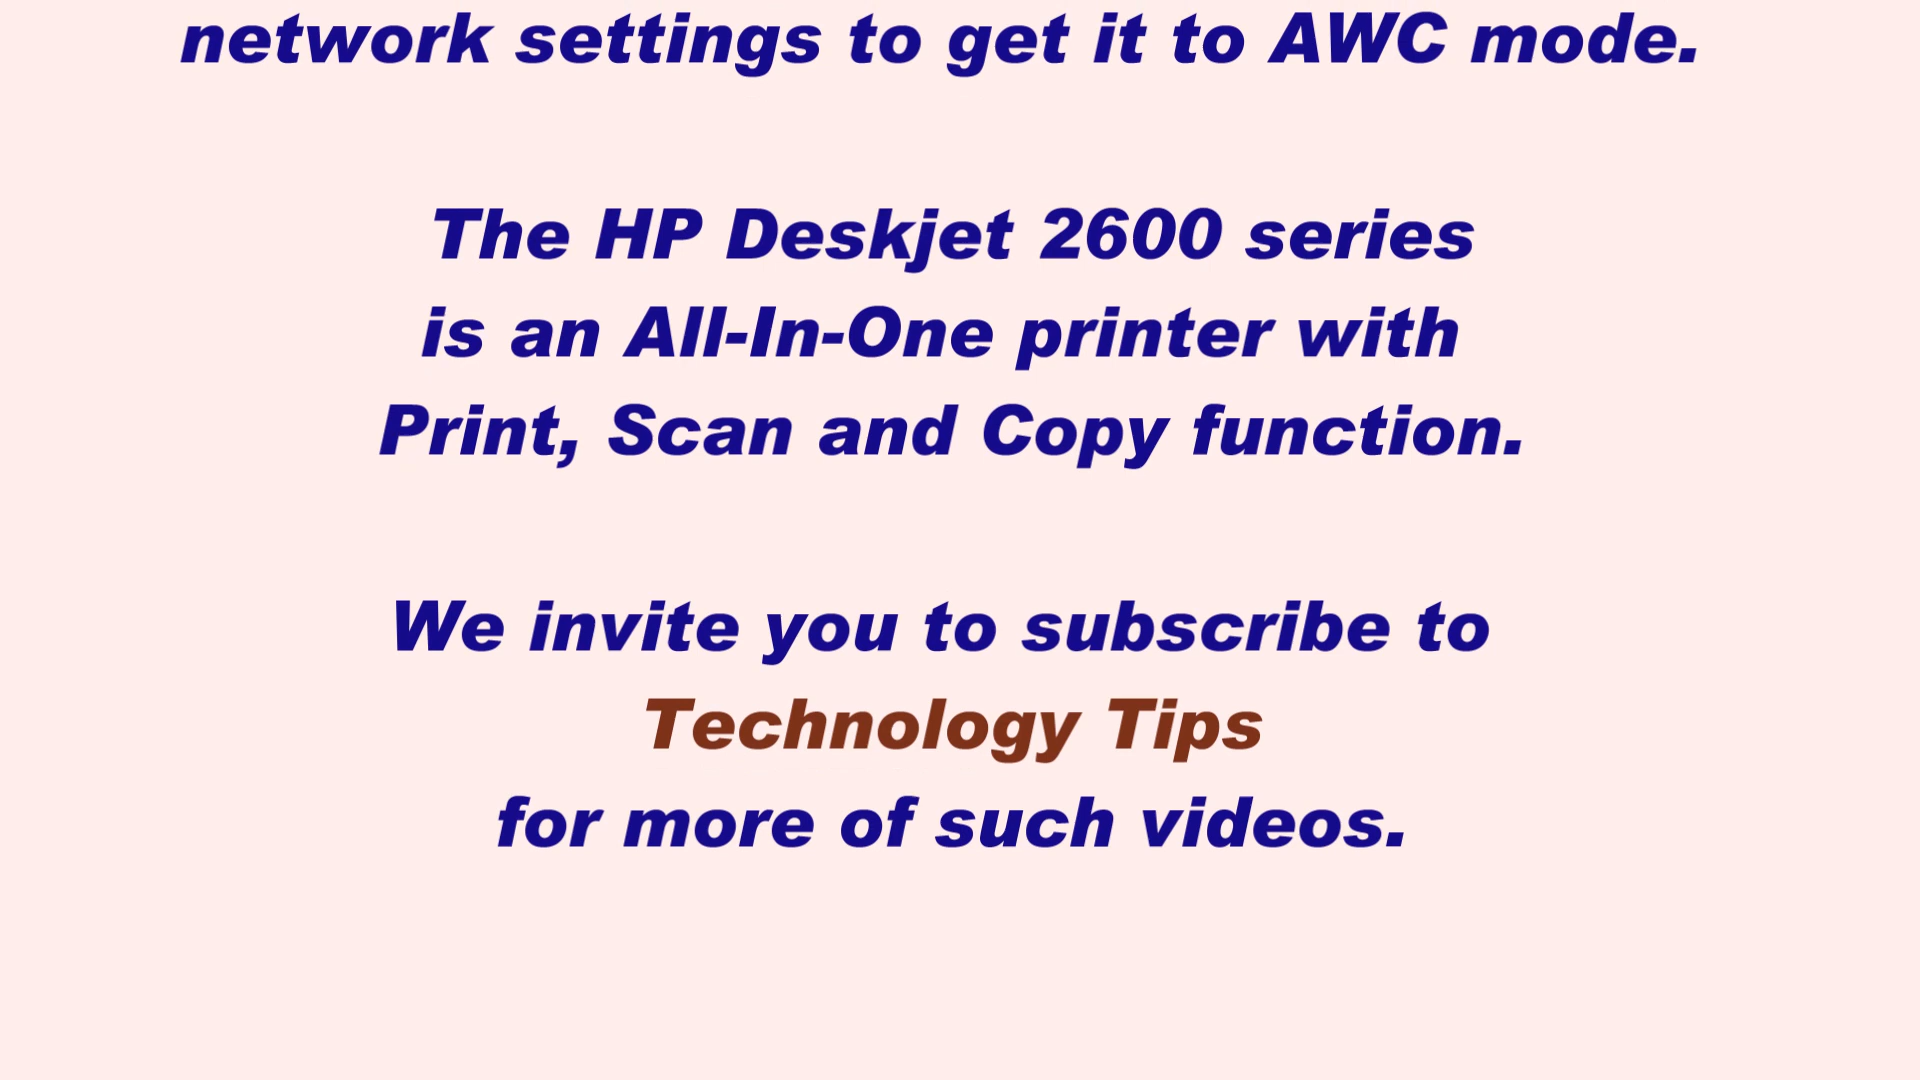 network settings to get it to AWC mode.
The HP Deskjet 2600 series
is an All-In-One printer with
Print, Scan and Copy function.
We invite you to subscribe to
Technology Tips
for more of such videos.